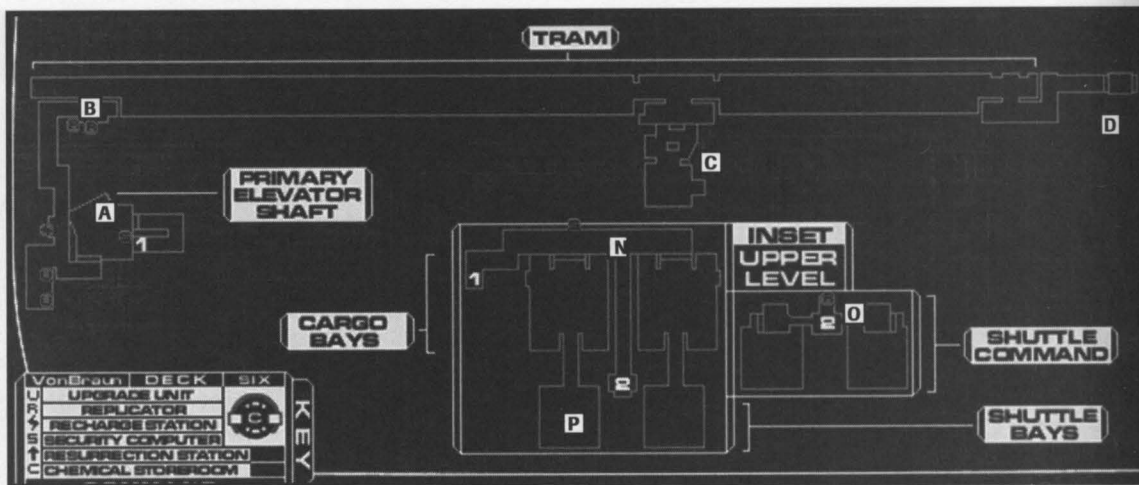 TRAM
B
D
C
PRIMARY
ELEVATOR
SHAFT
A
1
N
INSET
UPPER
LEVEL
1
O
2
CARGO
BAYS
SHUTTLE
COMMAND
2
P
SHUTTLE
BAYS
VonBraun DECK SIX
U UPGRADE UNIT
R REPLICATOR
RECHARGE STATION
S SECURITY COMPUTER
↑ RESURRECTION STATION
C CHEMICAL STOREROOM
C
KEY